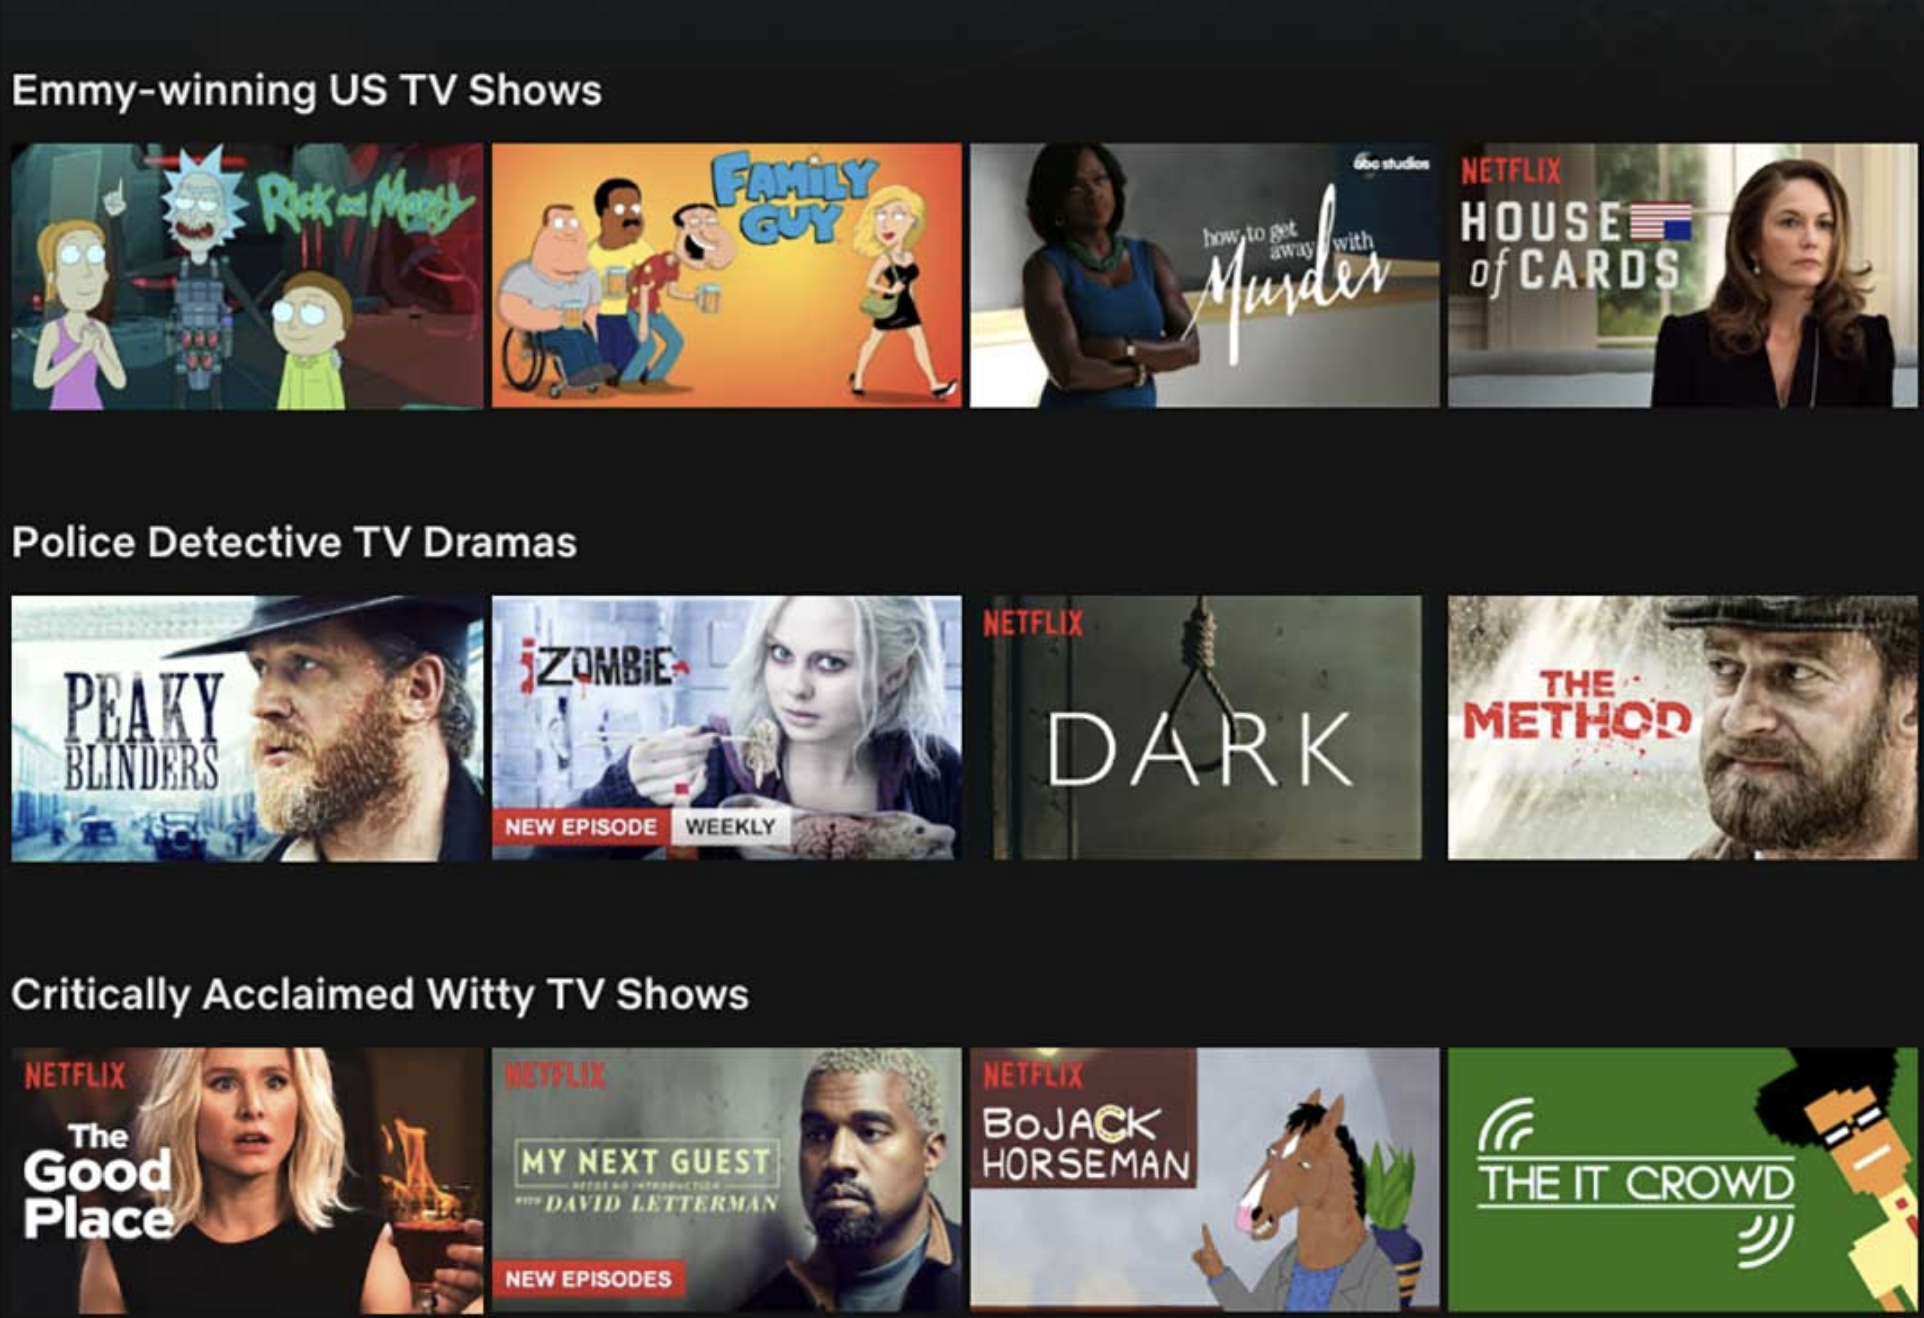 Emmy-winning US TV Shows
RICK AND MORTY
FAMILY
GUY
abc studios
how to get
away with
Murder
NETFLIX
HOUSE
of CARDS
Police Detective TV Dramas
PEAKY
BLINDERS
iZOMBiE
NEW EPISODE WEEKLY
NETFLIX
DARK
THE
METHOD
Critically Acclaimed Witty TV Shows
NETFLIX
The
Good
Place
NETFLIX
MY NEXT GUEST
NEEDS NO INTRODUCTION
WITH DAVID LETTERMAN
NEW EPISODES
NETFLIX
BoJACK
HORSEMAN
THE IT CROWD